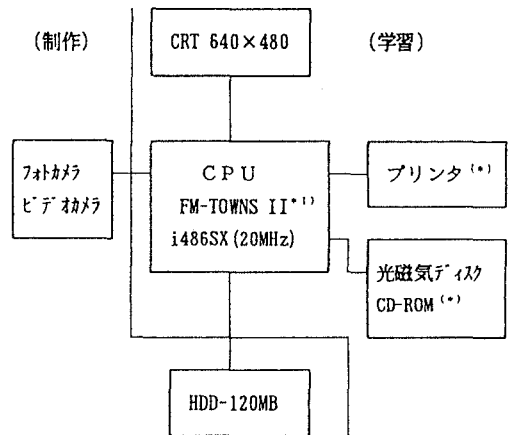 (制作)
CRT 640×480
(学習)
フォトカメラ
ビデオカメラ
CPU
FM-TOWNS II*1)
i486SX(20MHz)
プリンタ(*)
光磁気ディスク
CD-ROM(*)
HDD-120MB